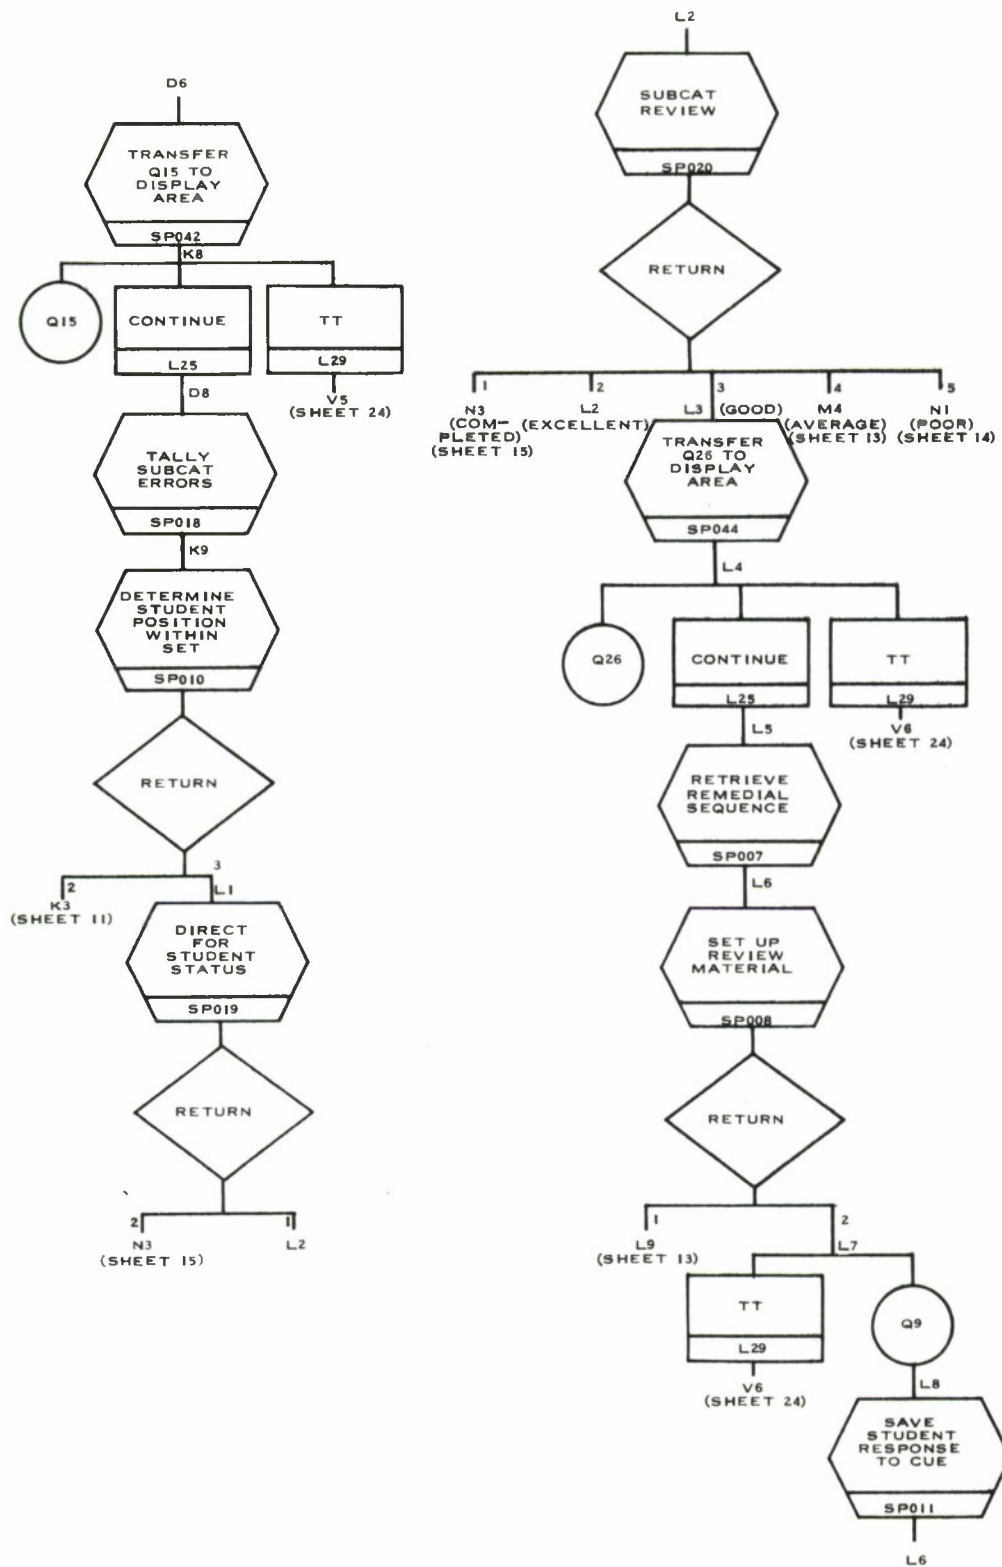 D6
TRANSFER
Q15 TO
DISPLAY
AREA
SP042
K8
Q15
CONTINUE
L25
TT
L29
V5
(SHEET 24)
D8
TALLY
SUBCAT
ERRORS
SP018
K9
DETERMINE
STUDENT
POSITION
WITHIN
SET
SP010
RETURN
2
K3
(SHEET 11)
3
L1
DIRECT
FOR
STUDENT
STATUS
SP019
RETURN
2
N3
(SHEET 15)
1
L2
L2
SUBCAT
REVIEW
SP020
RETURN
1
N3
(COM-
PLETED)
(SHEET 15)
2
L2
(EXCELLENT)
3
L3 (GOOD)
4
M4
(AVERAGE)
(SHEET 13)
5
N1
(POOR)
(SHEET 14)
TRANSFER
Q26 TO
DISPLAY
AREA
SP044
L4
Q26
CONTINUE
L25
TT
L29
V6
(SHEET 24)
L5
RETRIEVE
REMEDIAL
SEQUENCE
SP007
L6
SET UP
REVIEW
MATERIAL
SP008
RETURN
1
L9
(SHEET 13)
2
L7
TT
L29
V6
(SHEET 24)
Q9
L8
SAVE
STUDENT
RESPONSE
TO CUE
SP011
L6